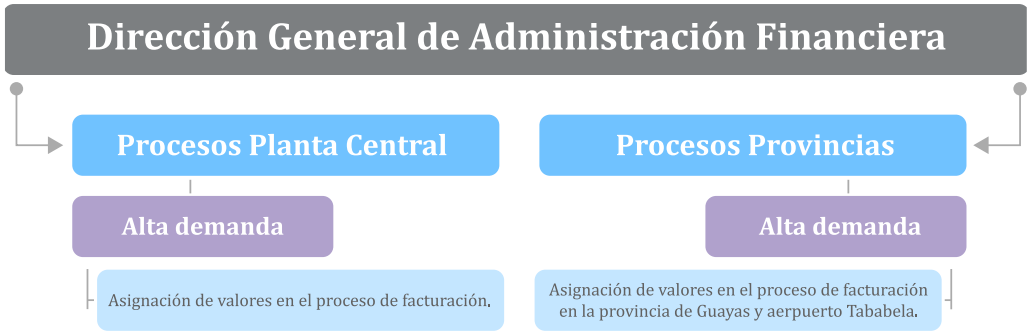 Dirección General de Administración Financiera
Procesos Planta Central
Procesos Provincias
Alta demanda
Alta demanda
Asignación de valores en el proceso de facturación.
Asignación de valores en el proceso de facturación
en la provincia de Guayas y aerpuerto Tababela.